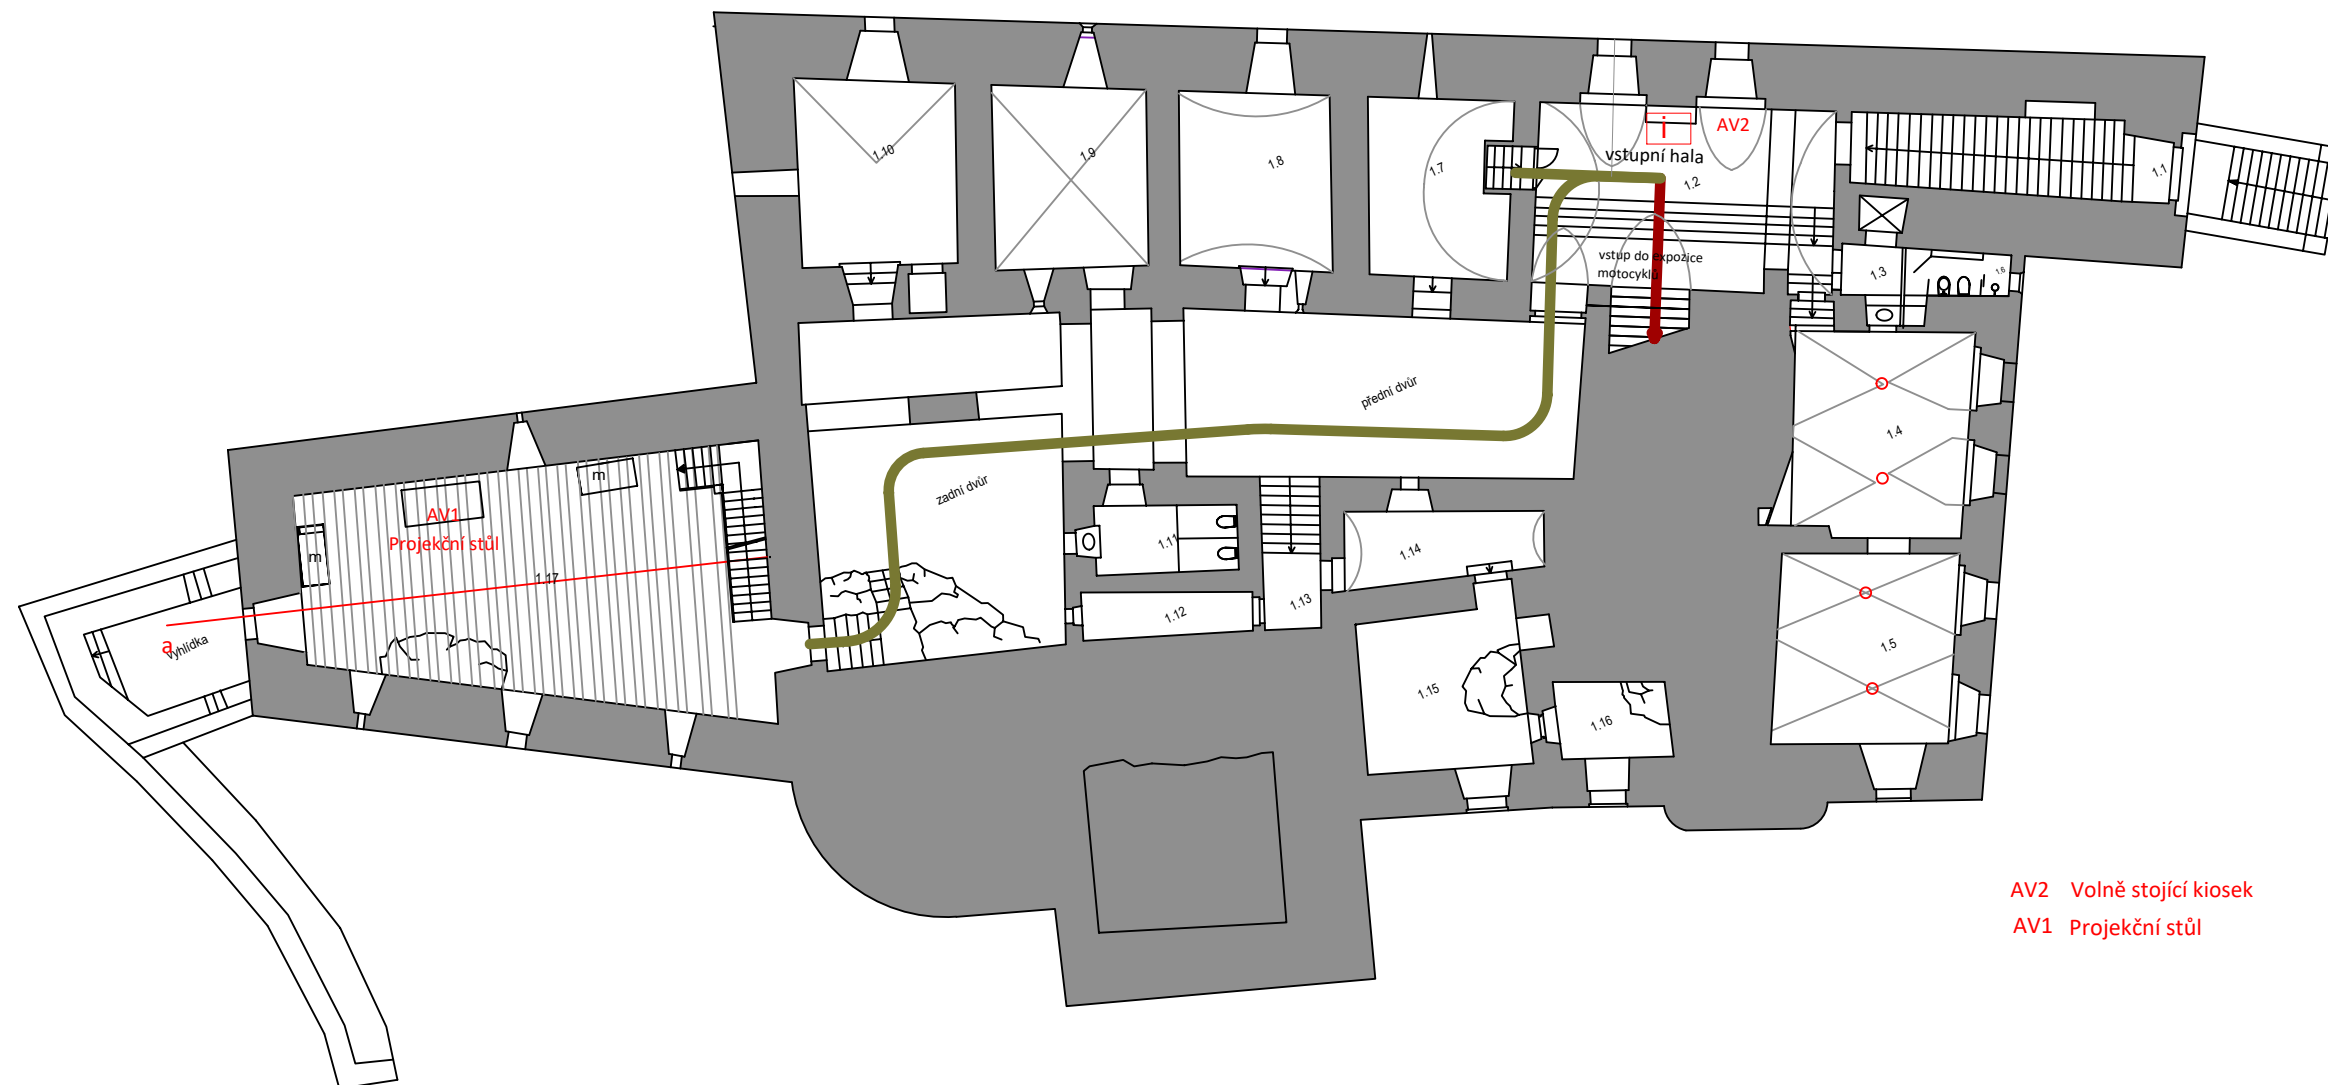 1.10
1.9
1.8
1.7
i
AV2
vstupní hala
1.2
1.1
vstup do expozice
motocyklů
1.3
1.6
přední dvůr
1.4
zadní dvůr
m
AV1
Projekční stůl
m
1.17
1.11
1.14
1.12
1.13
a
vyhlídka
1.5
1.15
1.16
AV2 Volně stojící kiosek
AV1 Projekční stůl